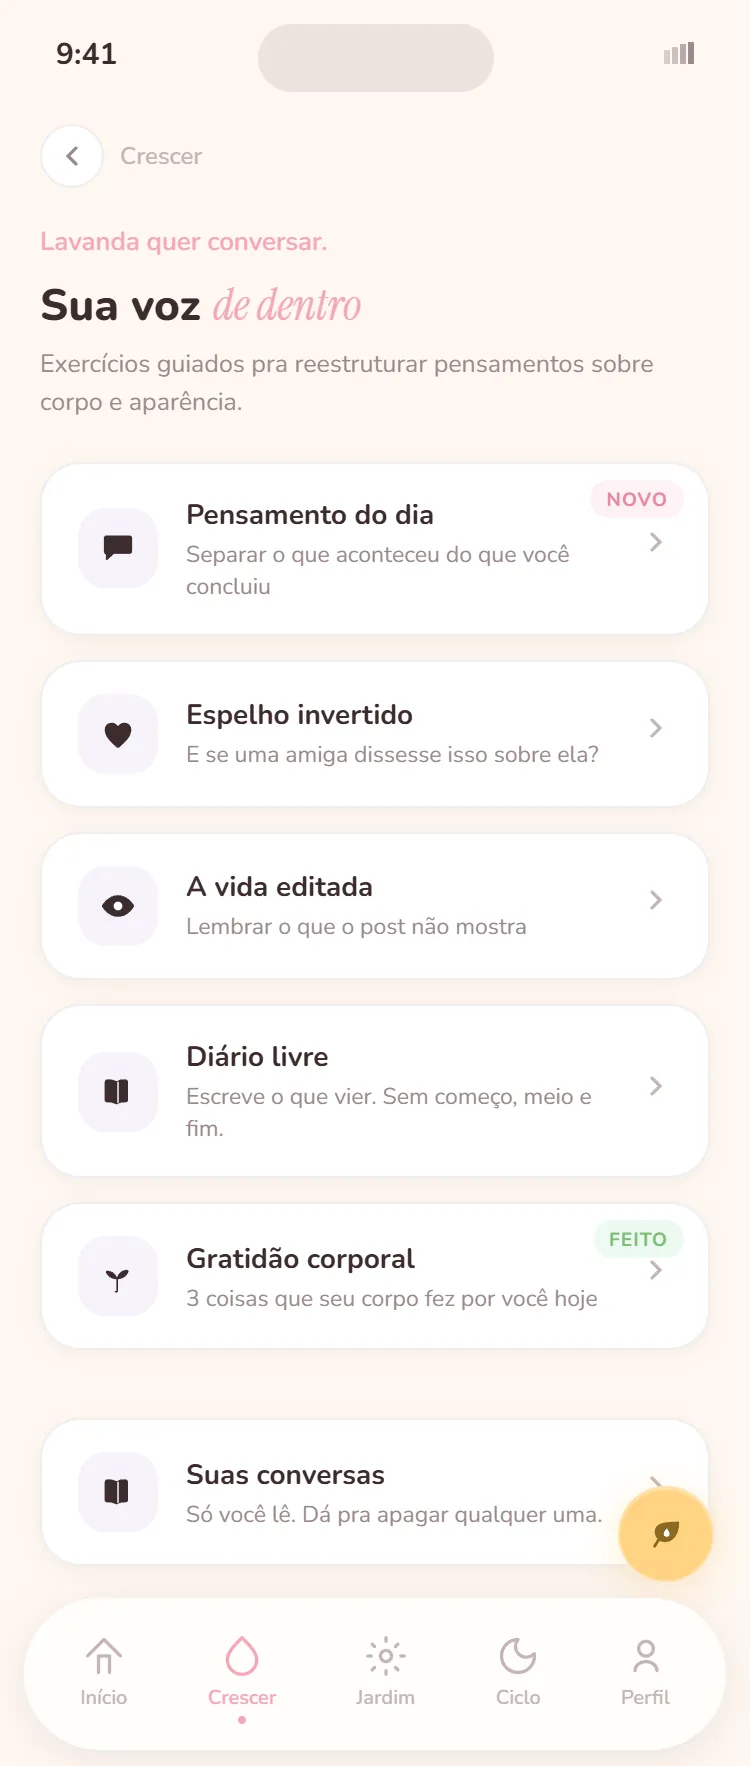 9:41
Crescer
Lavanda quer conversar.
Sua voz de dentro
Exercícios guiados pra reestruturar pensamentos sobre
corpo e aparência.
NOVO
Pensamento do dia
Separar o que aconteceu do que você
concluiu
Espelho invertido
E se uma amiga dissesse isso sobre ela?
A vida editada
Lembrar o que o post não mostra
Diário livre
Escreve o que vier. Sem começo, meio e
fim.
FEITO
Gratidão corporal
3 coisas que seu corpo fez por você hoje
Suas conversas
Só você lê. Dá pra apagar qualquer uma.
Início
Crescer
Jardim
Ciclo
Perfil